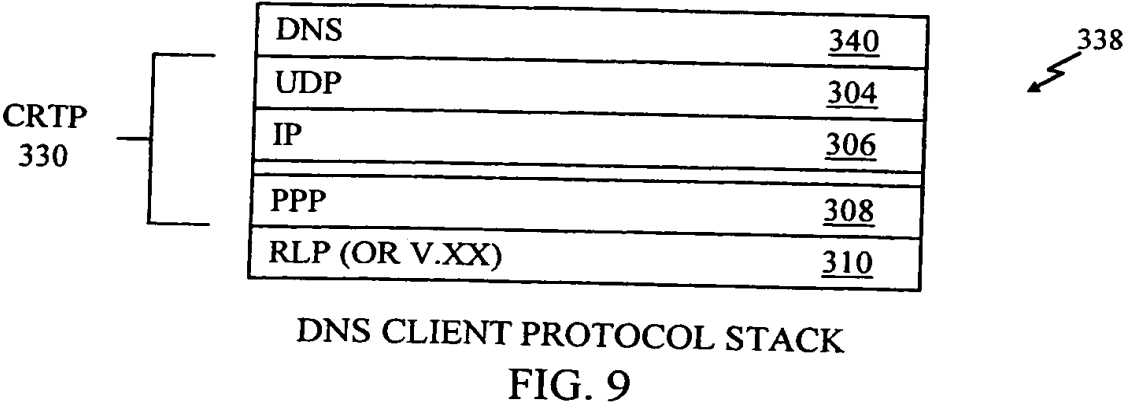 DNS 340
338
UDP 304
CRTP
330
IP 306
PPP 308
RLP (OR V.XX) 310
DNS CLIENT PROTOCOL STACK
FIG. 9